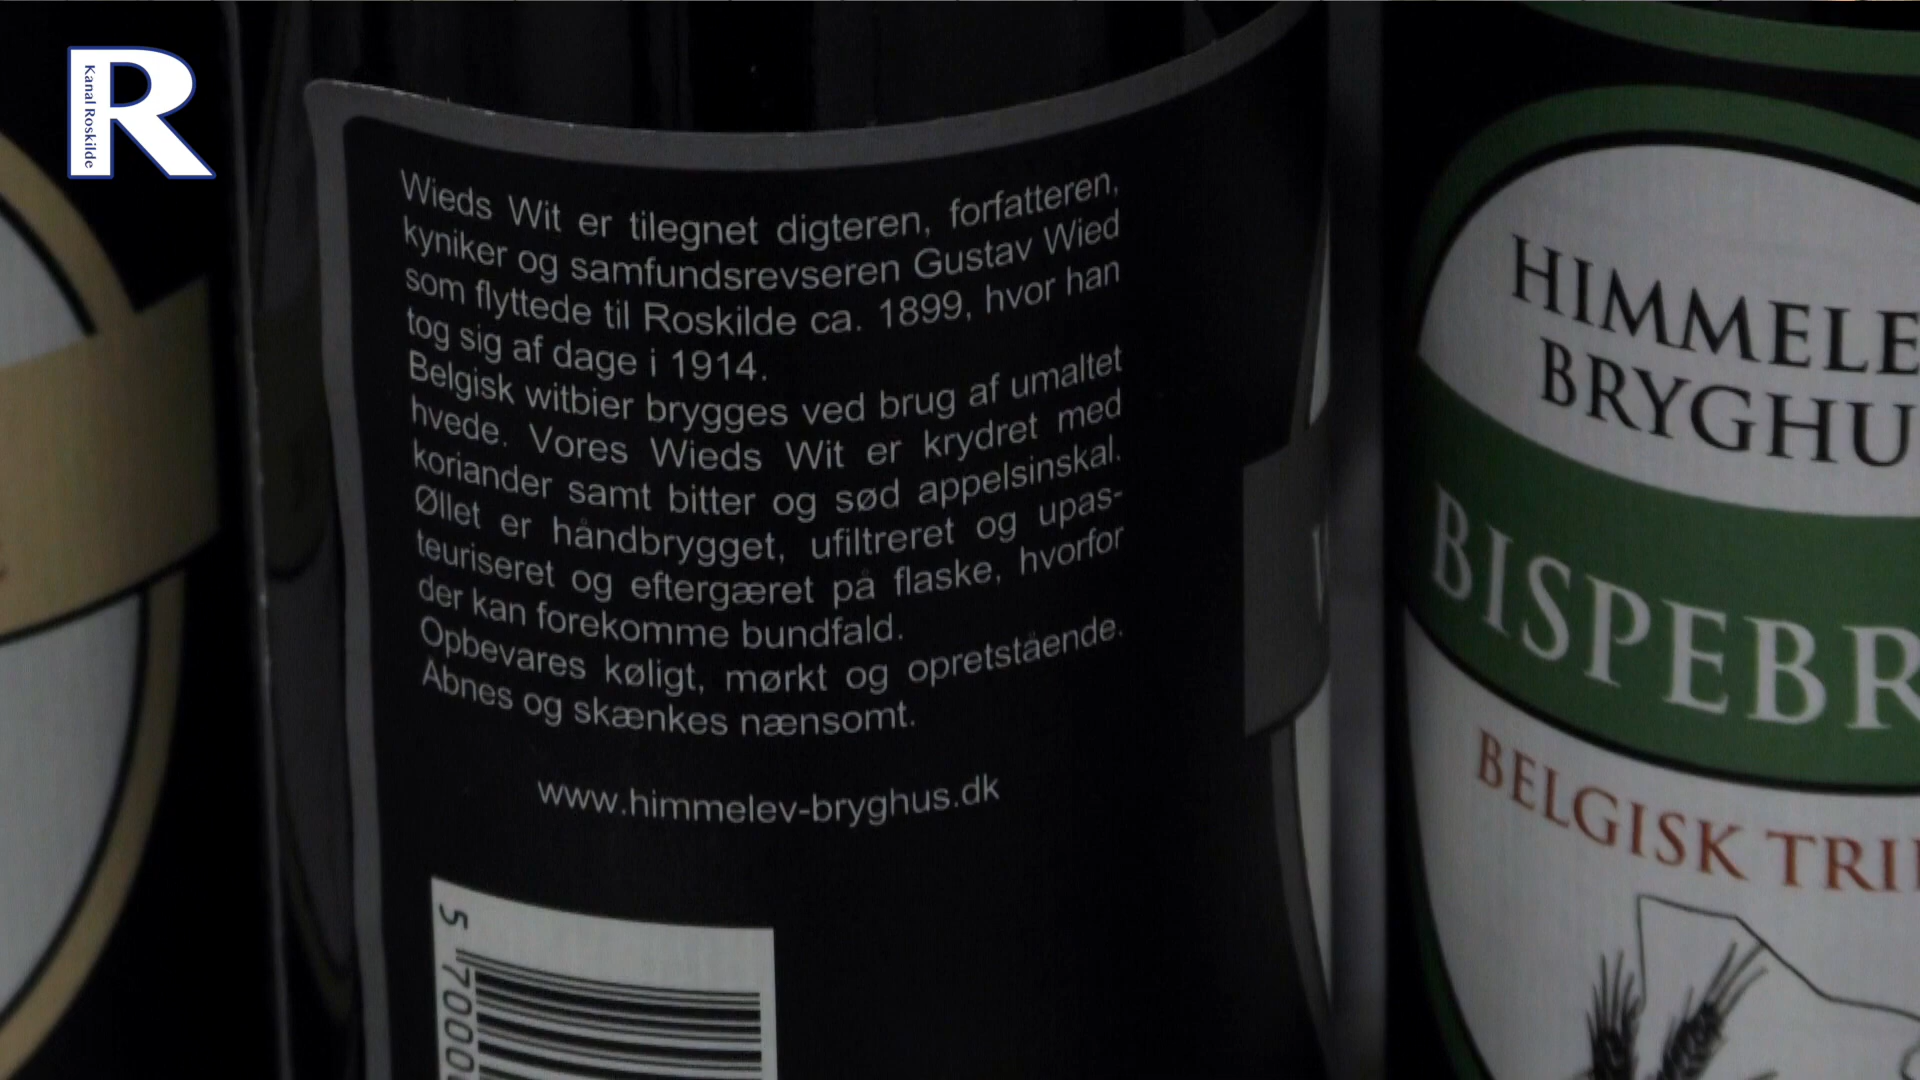 Kanal Roskilde
R
Wieds Wit er tilegnet digteren, forfatteren,
kyniker og samfundsrevseren Gustav Wied
som flyttede til Roskilde ca. 1899, hvor han
tog sig af dage i 1914.
Belgisk witbier brygges ved brug af umaltet
hvede. Vores Wieds Wit er krydret med
koriander samt bitter og sød appelsinskal.
Øllet er håndbrygget, ufiltreret og upas-
teuriseret og eftergæret på flaske, hvorfor
der kan forekomme bundfald.
Opbevares køligt, mørkt og opretstående.
Åbnes og skænkes nænsomt.
www.himmelev-bryghus.dk
5 7000
HIMMELE
BRYGHU
BISPEBR
BELGISK TRI